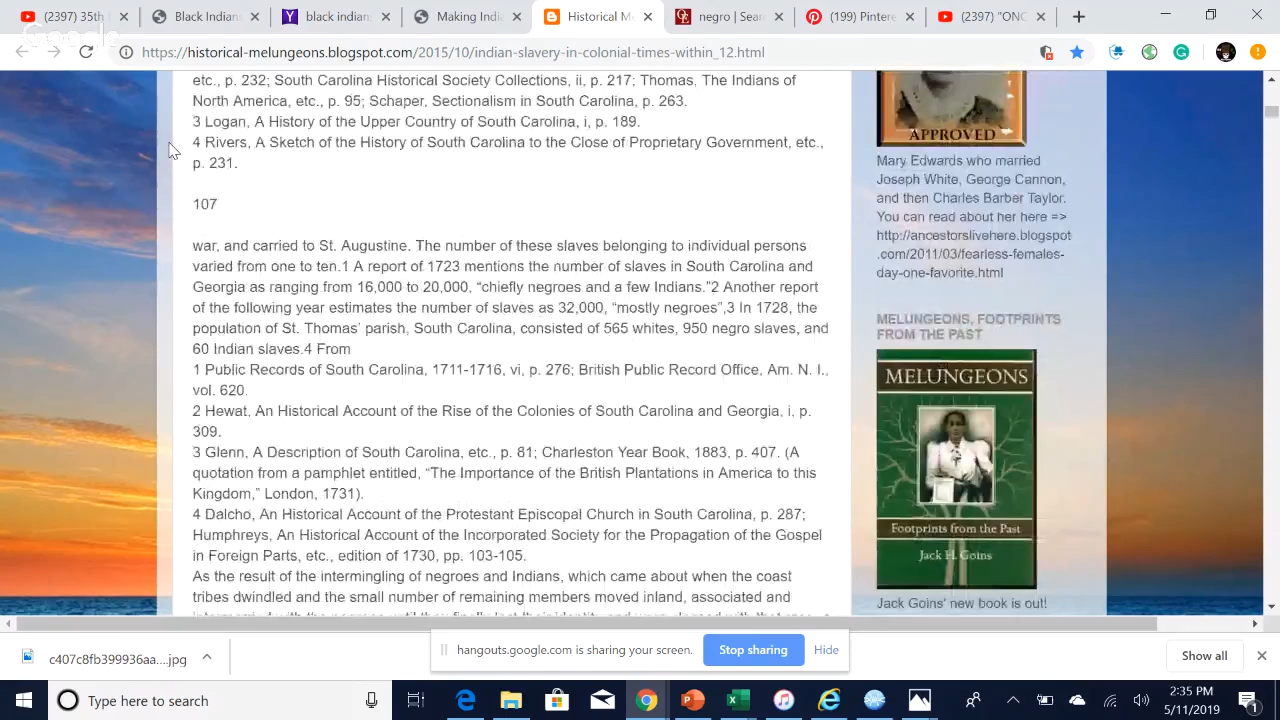 (2397) 35th
Black Indian
black indians
Making Indi
Historical M
negro Sear
(199) Pintere
(2397) "ONC
Google
https://historical-melungeons.blogspot.com/2015/10/indian-slavery-in-colonial-times-within_12.html
etc., p. 232; South Carolina Historical Society Collections, ii, p. 217; Thomas, The Indians of
North America, etc., p. 95; Schaper, Sectionalism in South Carolina, p. 263.
3 Logan, A History of the Upper Country of South Carolina, i, p. 189.
4 Rivers, A Sketch of the History of South Carolina to the Close of Proprietary Government, etc.,
p. 231.
107
war, and carried to St. Augustine. The number of these slaves belonging to individual persons
varied from one to ten.1 A report of 1723 mentions the number of slaves in South Carolina and
Georgia as ranging from 16,000 to 20,000, “chiefly negroes and a few Indians.”2 Another report
of the following year estimates the number of slaves as 32,000, “mostly negroes”,3 In 1728, the
population of St. Thomas’ parish, South Carolina, consisted of 565 whites, 950 negro slaves, and
60 Indian slaves.4 From
1 Public Records of South Carolina, 1711-1716, vi, p. 276; British Public Record Office, Am. N. I.,
vol. 620.
2 Hewat, An Historical Account of the Rise of the Colonies of South Carolina and Georgia, i, p.
309.
3 Glenn, A Description of South Carolina, etc., p. 81; Charleston Year Book, 1883, p. 407. (A
quotation from a pamphlet entitled, “The Importance of the British Plantations in America to this
Kingdom,” London, 1731).
4 Dalcho, An Historical Account of the Protestant Episcopal Church in South Carolina, p. 287;
Humphreys, An Historical Account of the Incorporated Society for the Propagation of the Gospel
in Foreign Parts, etc., edition of 1730, pp. 103-105.
As the result of the intermingling of negroes and Indians, which came about when the coast
tribes dwindled and the small number of remaining members moved inland, associated and
APPROVED
Mary Edwards who married
Joseph White, George Cannon,
and then Charles Barber Taylor.
You can read about her here =>
http://ancestorslivehere.blogspot
.com/2011/03/fearless-females-
day-one-favorite.html
MELUNGEONS, FOOTPRINTS
FROM THE PAST
MELUNGEONS
Footprints from the Past
Jack H. Goins
Jack Goins' new book is out!
c407c8fb399936aa....jpg
hangouts.google.com is sharing your screen.
Stop sharing
Hide
Show all
Type here to search
2:35 PM
5/11/2019
1